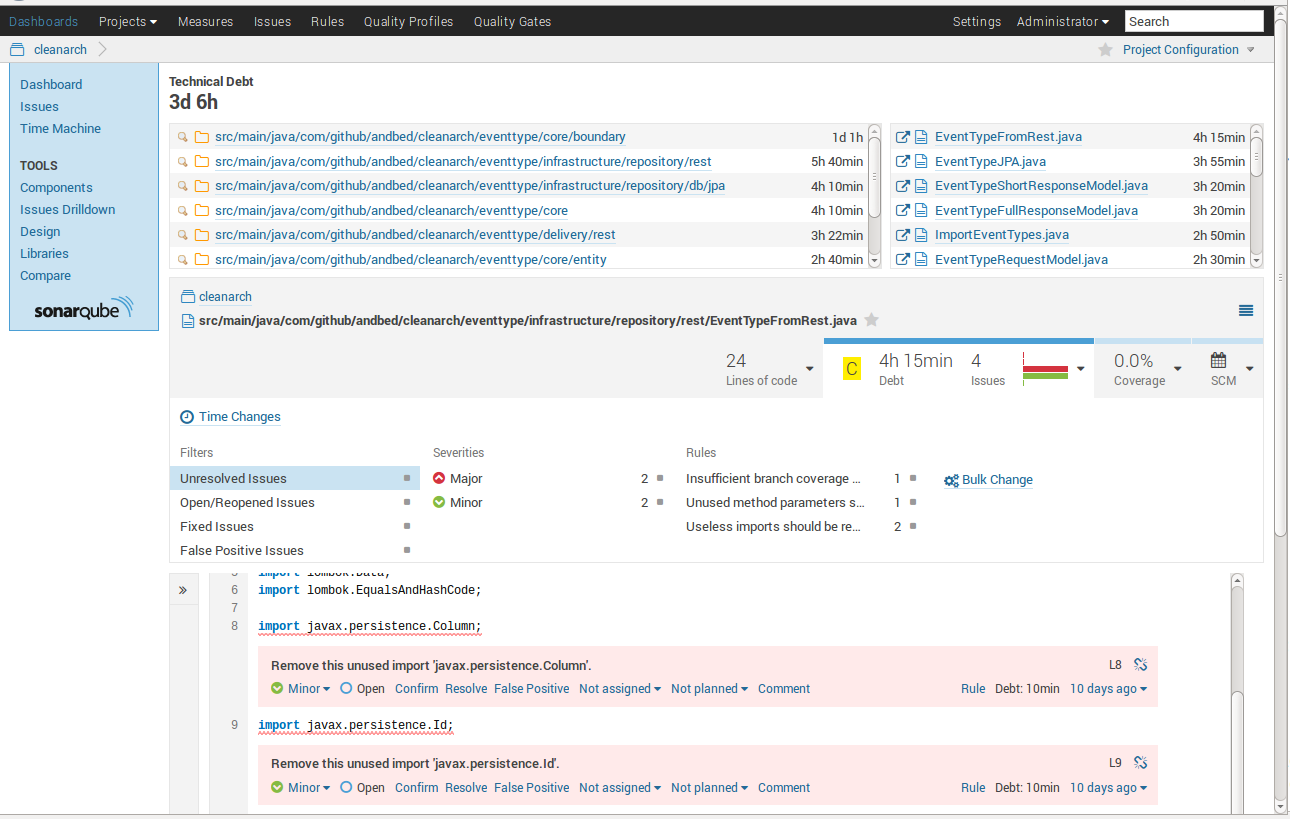 Dashboards Projects Measures Issues Rules Quality Profiles Quality Gates Settings Administrator Search
cleanarch Project Configuration
Dashboard
Issues
Time Machine
TOOLS
Components
Issues Drilldown
Design
Libraries
Compare
sonarqube
Technical Debt
3d 6h
src/main/java/com/github/andbed/cleanarch/eventtype/core/boundary 1d 1h
src/main/java/com/github/andbed/cleanarch/eventtype/infrastructure/repository/rest 5h 40min
src/main/java/com/github/andbed/cleanarch/eventtype/infrastructure/repository/db/jpa 4h 10min
src/main/java/com/github/andbed/cleanarch/eventtype/core 4h 10min
src/main/java/com/github/andbed/cleanarch/eventtype/delivery/rest 3h 22min
src/main/java/com/github/andbed/cleanarch/eventtype/core/entity 2h 40min
EventTypeFromRest.java 4h 15min
EventTypeJPA.java 3h 55min
EventTypeShortResponseModel.java 3h 20min
EventTypeFullResponseModel.java 3h 20min
ImportEventTypes.java 2h 50min
EventTypeRequestModel.java 2h 30min
cleanarch
src/main/java/com/github/andbed/cleanarch/eventtype/infrastructure/repository/rest/EventTypeFromRest.java
24 C 4h 15min 4 0.0%
Lines of code Debt Issues Coverage SCM
Time Changes
Filters Severities Rules
Unresolved Issues Major 2 Insufficient branch coverage ... 1 Bulk Change
Open/Reopened Issues Minor 2 Unused method parameters s... 1
Fixed Issues Useless imports should be re... 2
False Positive Issues
5 import lombok.Data;
6 import lombok.EqualsAndHashCode;
7
8 import javax.persistence.Column;
Remove this unused import 'javax.persistence.Column'. L8
Minor Open Confirm Resolve False Positive Not assigned Not planned Comment Rule Debt: 10min 10 days ago
9 import javax.persistence.Id;
Remove this unused import 'javax.persistence.Id'. L9
Minor Open Confirm Resolve False Positive Not assigned Not planned Comment Rule Debt: 10min 10 days ago